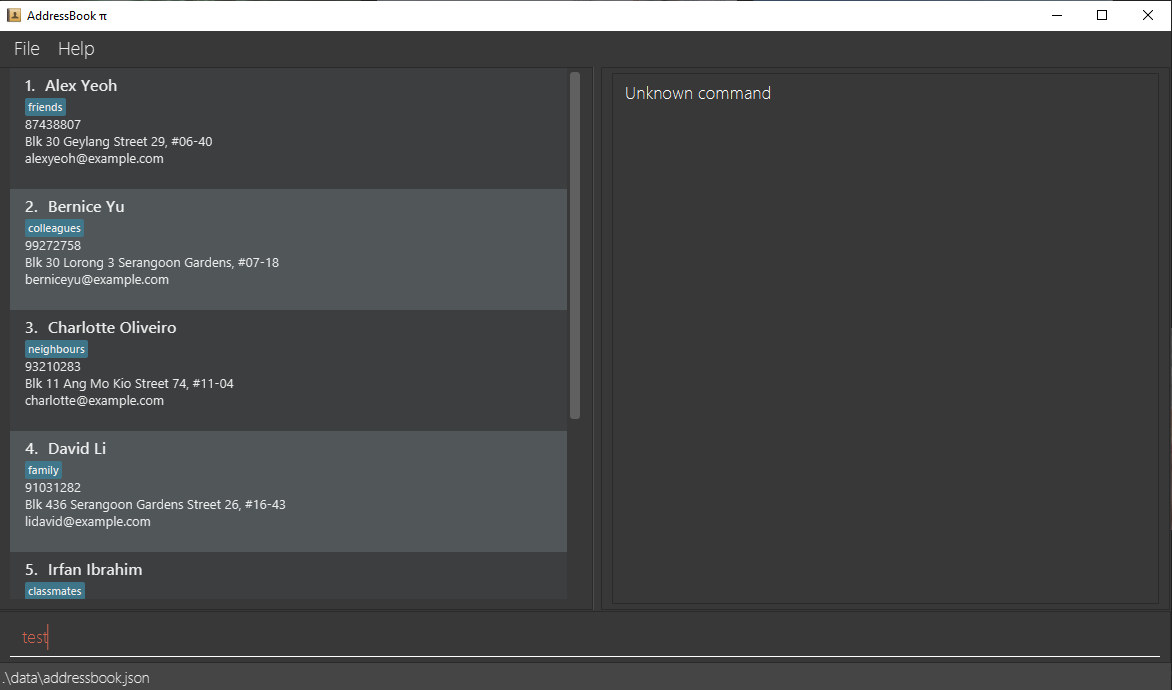 AddressBook π
File Help
1. Alex Yeoh
friends
87438807
Blk 30 Geylang Street 29, #06-40
alexyeoh@example.com
2. Bernice Yu
colleagues
99272758
Blk 30 Lorong 3 Serangoon Gardens, #07-18
berniceyu@example.com
3. Charlotte Oliveiro
neighbours
93210283
Blk 11 Ang Mo Kio Street 74, #11-04
charlotte@example.com
4. David Li
family
91031282
Blk 436 Serangoon Gardens Street 26, #16-43
lidavid@example.com
5. Irfan Ibrahim
classmates
Unknown command
test
.\data\addressbook.json